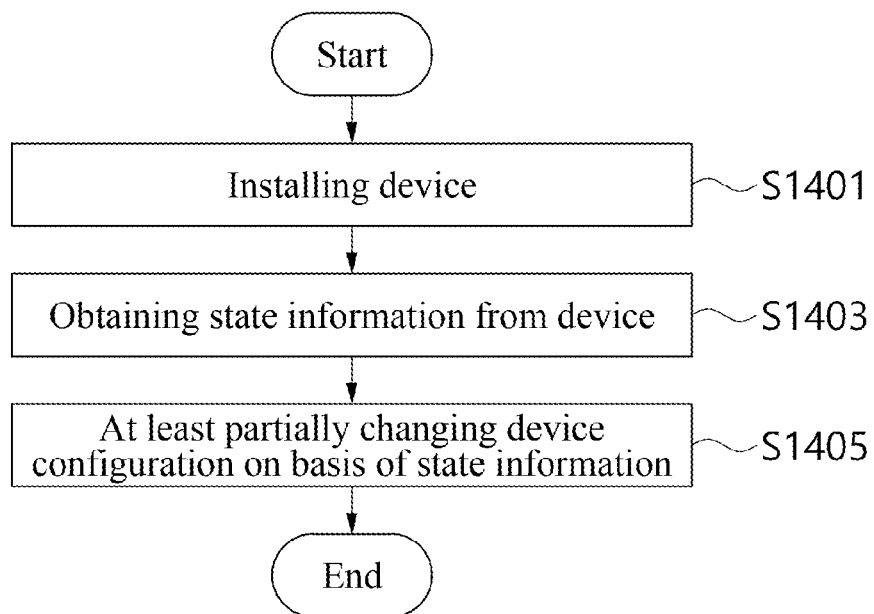 Start
Installing device
S1401
Obtaining state information from device
S1403
At least partially changing device
configuration on basis of state information
S1405
End